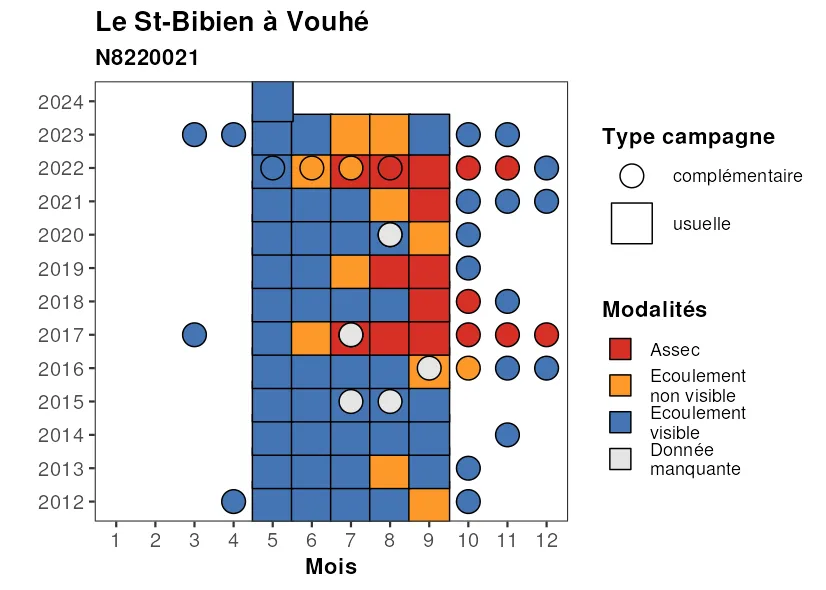 Le St-Bibien à Vouhé
N8220021
2024
2023
2022
2021
2020
2019
2018
2017
2016
2015
2014
2013
2012
1 2 3 4 5 6 7 8 9 10 11 12
Mois
Type campagne
complémentaire
usuelle
Modalités
Assec
Ecoulement
non visible
Ecoulement
visible
Donnée
manquante